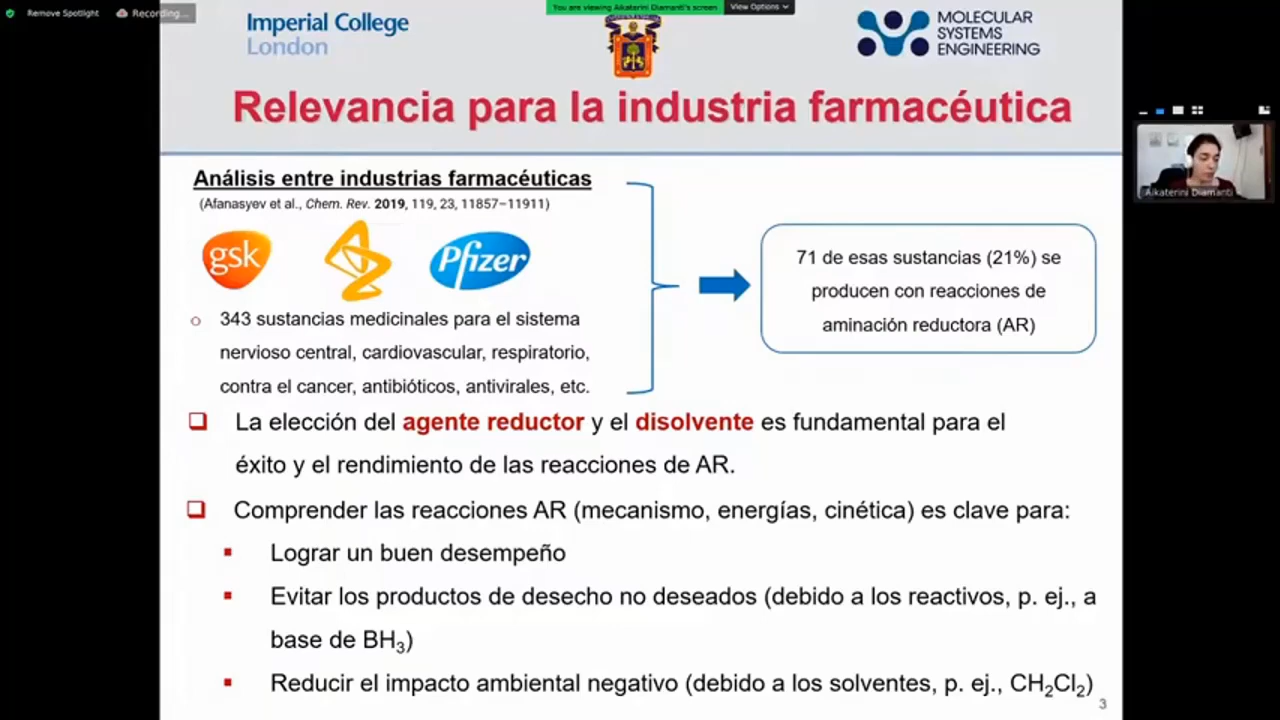 Remove Spotlight
Recording...
You are viewing Aikaterini Diamanti's screen
View Options
Imperial College
London
MOLECULAR
SYSTEMS
ENGINEERING
Relevancia para la industria farmacéutica
Análisis entre industrias farmacéuticas
(Afanasyev et al., Chem. Rev. 2019, 119, 23, 11857−11911)
gsk
Pfizer
343 sustancias medicinales para el sistema
nervioso central, cardiovascular, respiratorio,
contra el cancer, antibióticos, antivirales, etc.
71 de esas sustancias (21%) se
producen con reacciones de
aminación reductora (AR)
La elección del agente reductor y el disolvente es fundamental para el
éxito y el rendimiento de las reacciones de AR.
Comprender las reacciones AR (mecanismo, energías, cinética) es clave para:
Lograr un buen desempeño
Evitar los productos de desecho no deseados (debido a los reactivos, p. ej., a
base de BH₃)
Reducir el impacto ambiental negativo (debido a los solventes, p. ej., CH₂Cl₂)
3
Aikaterini Diamanti